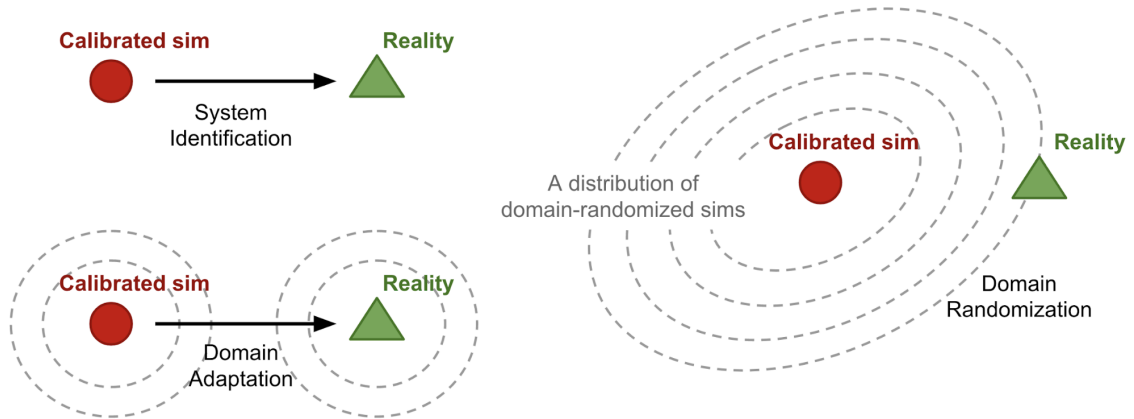 Calibrated sim
Reality
System
Identification
Calibrated sim
Reality
Domain
Adaptation
Calibrated sim
Reality
A distribution of
domain-randomized sims
Domain
Randomization